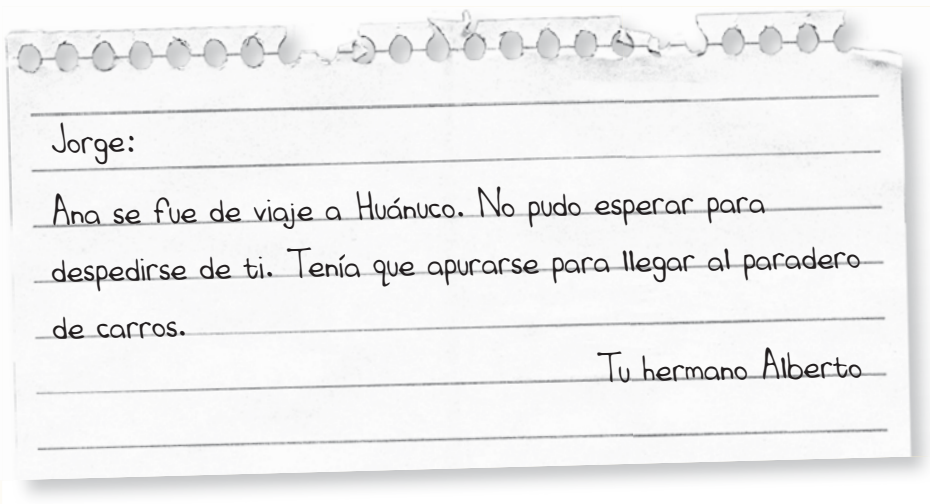 Jorge:
Ana se fue de viaje a Huánuco. No pudo esperar para
despedirse de ti. Tenía que apurarse para llegar al paradero
de carros.
Tu hermano Alberto